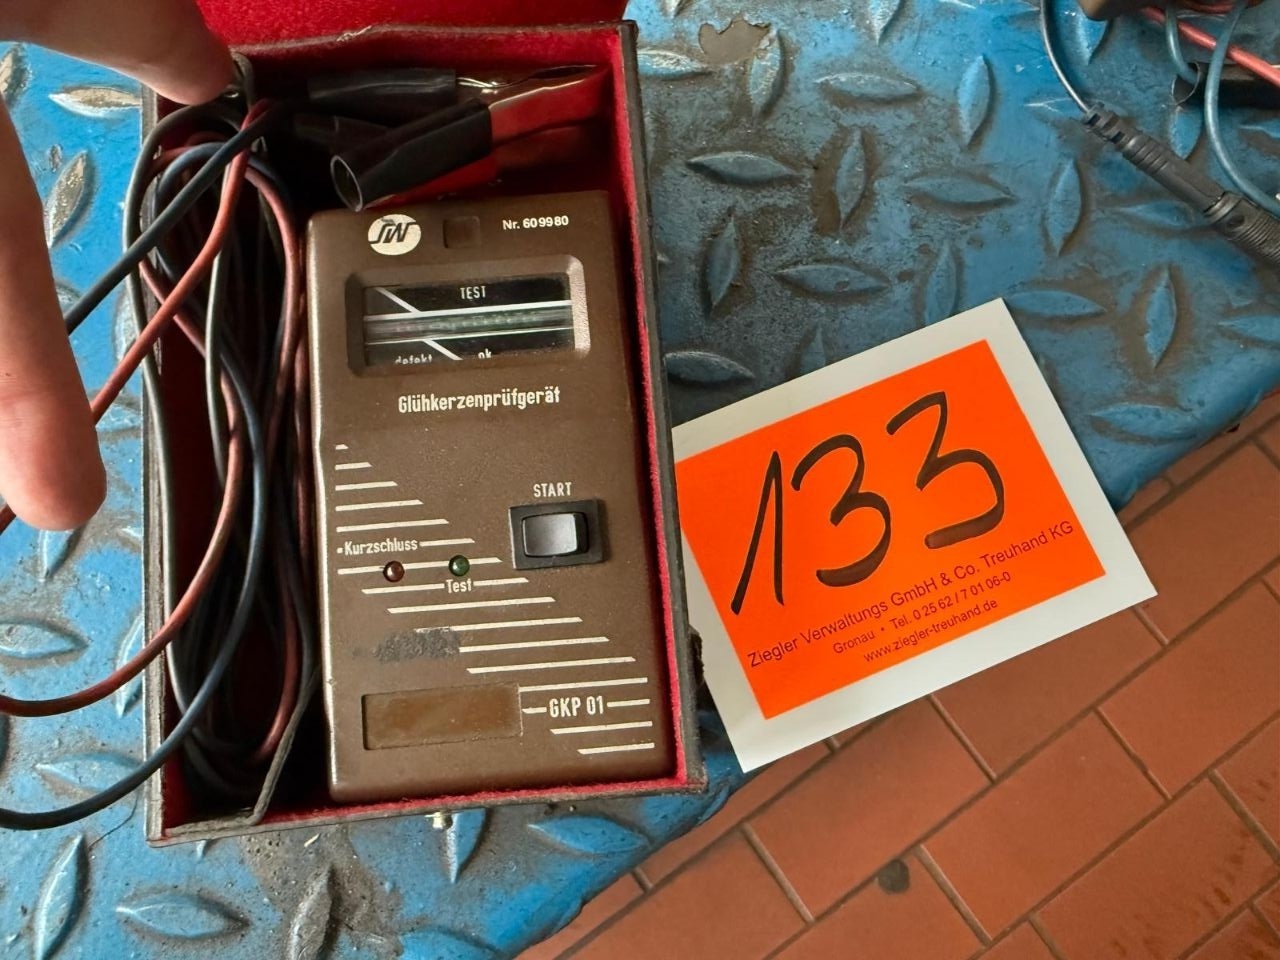 JW
Nr. 609980
TEST
defekt ok
Glühkerzenprüfgerät
START
Kurzschluss
Test
GKP 01
133
Ziegler Verwaltungs GmbH & Co. Treuhand KG
Gronau • Tel. 0 25 62 / 7 01 06-0
www.ziegler-treuhand.de